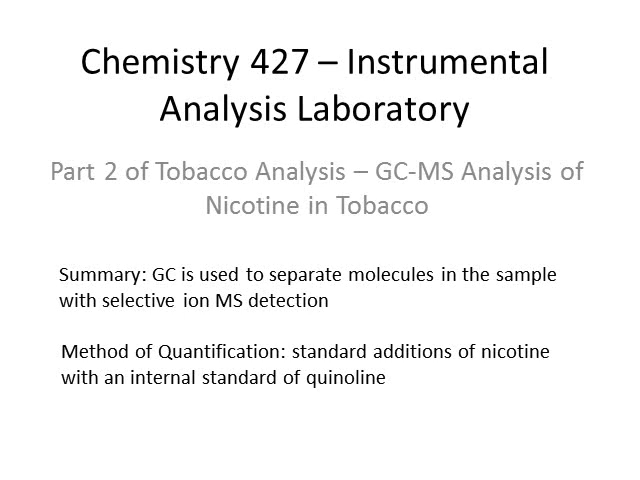 Chemistry 427 – Instrumental
Analysis Laboratory
Part 2 of Tobacco Analysis – GC-MS Analysis of
Nicotine in Tobacco
Summary: GC is used to separate molecules in the sample
with selective ion MS detection
Method of Quantification: standard additions of nicotine
with an internal standard of quinoline